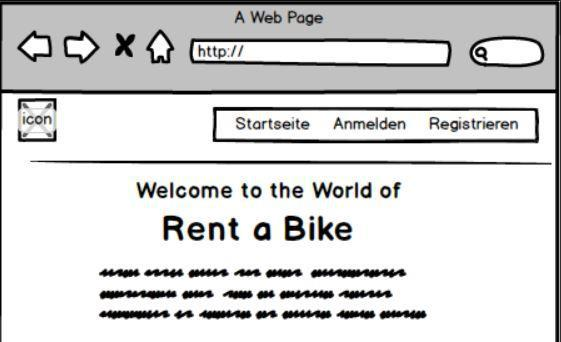 A Web Page
http://
icon
Startseite Anmelden Registrieren
Welcome to the World of
Rent a Bike